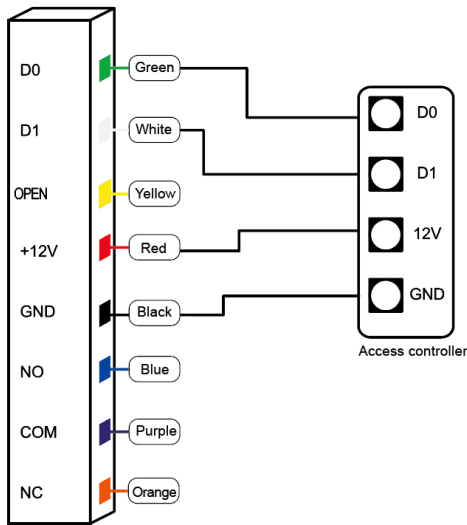 D0 Green
D1 White
OPEN Yellow
+12V Red
GND Black
NO Blue
COM Purple
NC Orange
D0
D1
12V
GND
Access controller